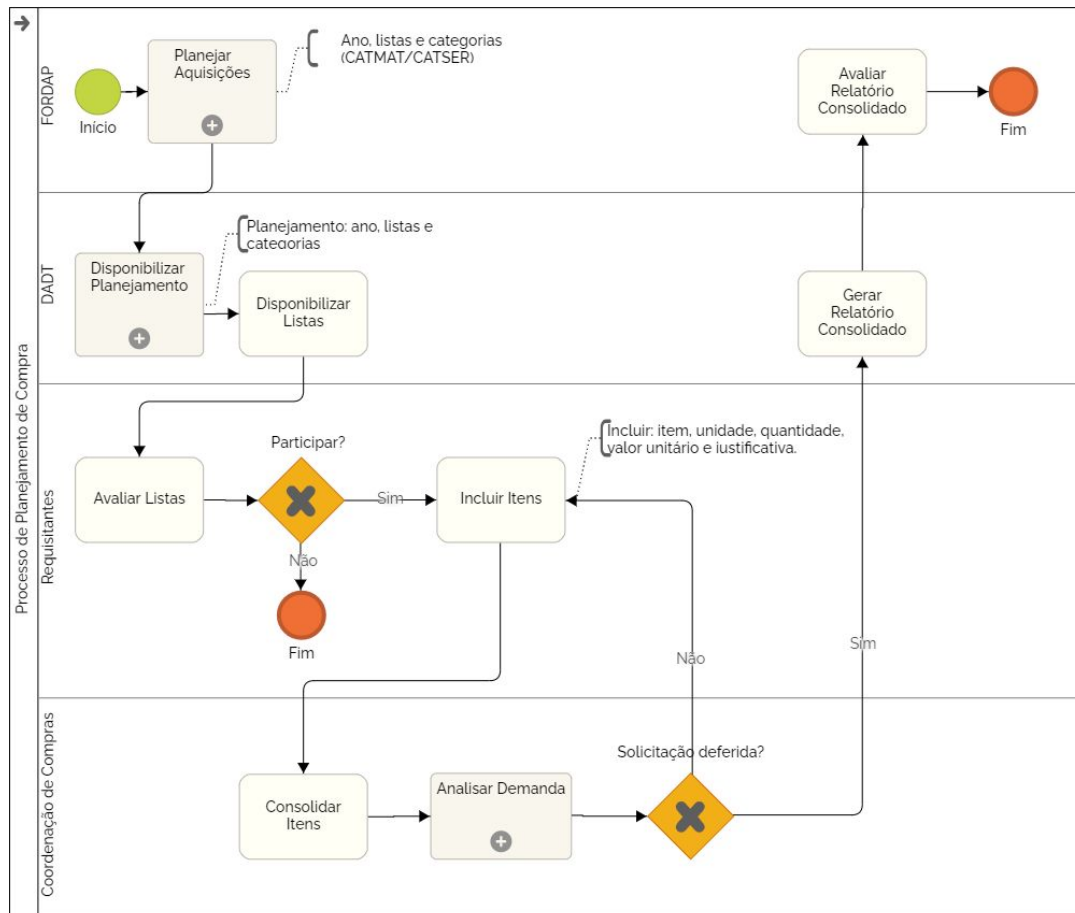 Processo de Planejamento de Compra
FORDAP
Início
Planejar
Aquisições
Ano, listas e categorias
(CATMAT/CATSER)
Avaliar
Relatório
Consolidado
Fim
DADT
Disponibilizar
Planejamento
Planejamento: ano, listas e
categorias
Disponibilizar
Listas
Gerar
Relatório
Consolidado
Requisitantes
Avaliar Listas
Participar?
Sim
Não
Fim
Incluir Itens
Incluir: item, unidade, quantidade,
valor unitário e justificativa.
Não
Sim
Coordenação de Compras
Consolidar
Itens
Analisar Demanda
Solicitação deferida?